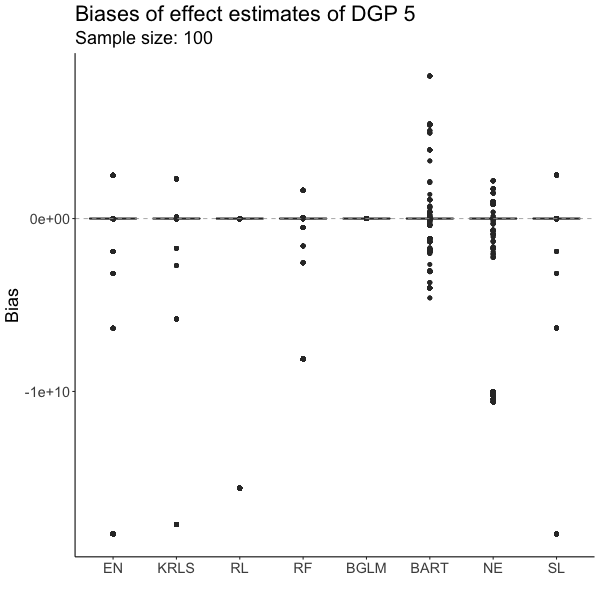 Biases of effect estimates of DGP 5
Sample size: 100
0e+00
Bias
-1e+10
EN KRLS RL RF BGLM BART NE SL